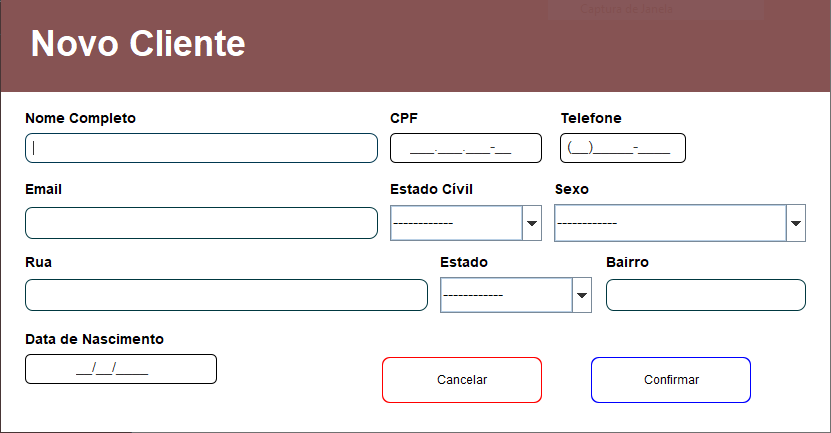 Novo Cliente
Nome Completo CPF Telefone
___.___.___-__ (__)_____-____
Email Estado Cívil Sexo
------------ ------------
Rua Estado Bairro
------------
Data de Nascimento
__/__/____
Cancelar Confirmar